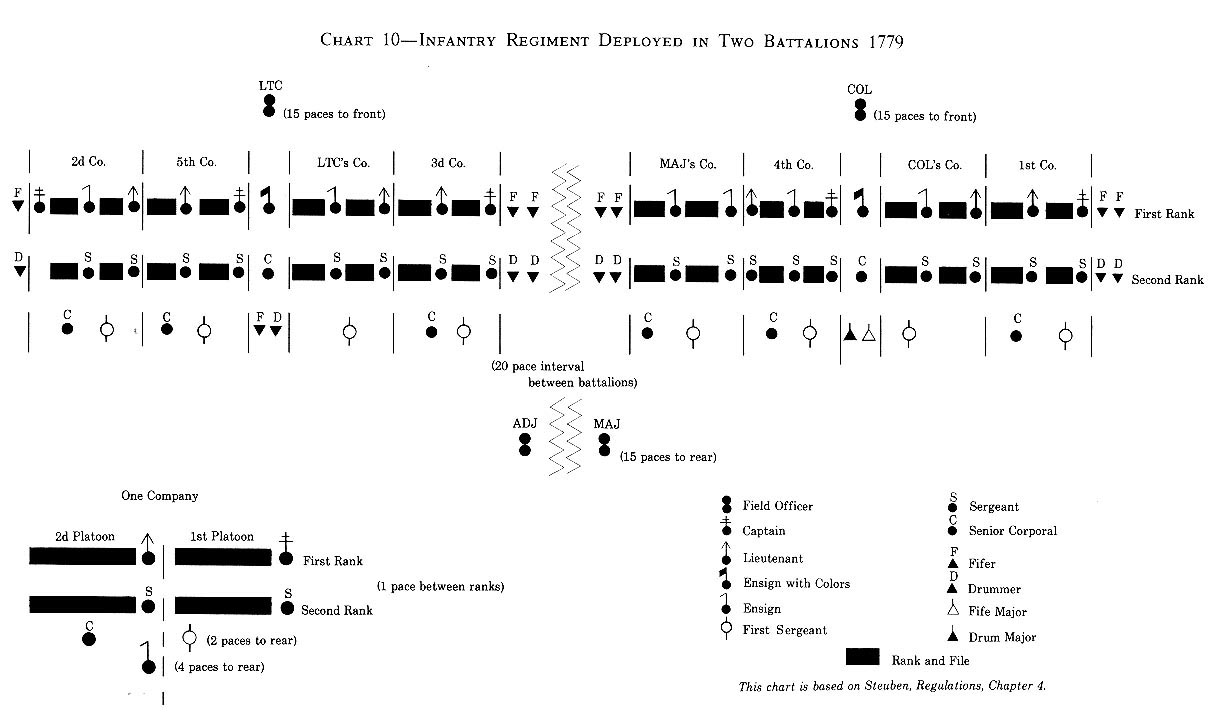 CHART 10—INFANTRY REGIMENT DEPLOYED IN TWO BATTALIONS 1779
LTC
COL
(15 paces to front)
(15 paces to front)
2d Co.
5th Co.
LTC's Co.
3d Co.
MAJ's Co.
4th Co.
COL's Co.
1st Co.
F
F F
F F
F F
First Rank
D
S
S
S
S
C
S
S
S
S
D D
D D
S
S
S
S
S
C
S
S
S
S
D D
Second Rank
C
C
F D
C
C
C
C
(20 pace interval
between battalions)
ADJ
MAJ
(15 paces to rear)
One Company
2d Platoon
1st Platoon
First Rank
(1 pace between ranks)
S
S
Second Rank
C
(2 paces to rear)
(4 paces to rear)
Field Officer
Captain
Lieutenant
Ensign with Colors
Ensign
First Sergeant
S
Sergeant
C
Senior Corporal
F
Fifer
D
Drummer
Fife Major
Drum Major
Rank and File
This chart is based on Steuben, Regulations, Chapter 4.